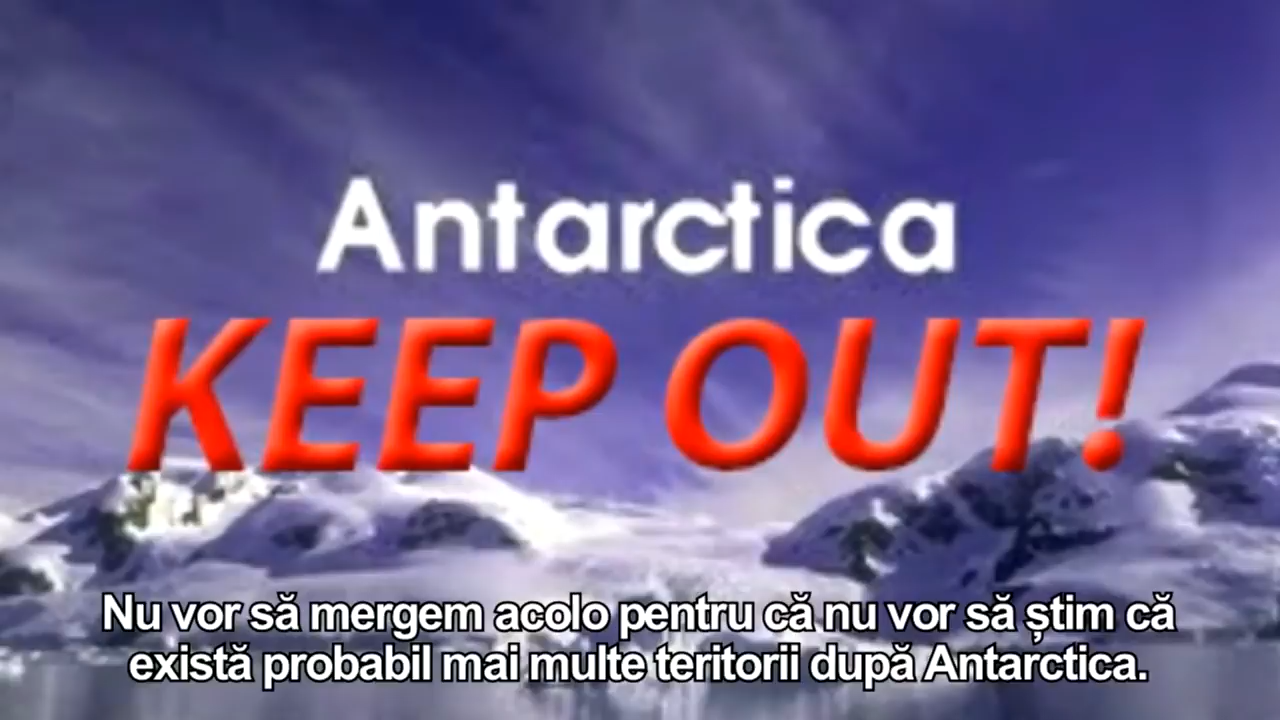 Antarctica
KEEP OUT!
Nu vor să mergem acolo pentru că nu vor să știm că
există probabil mai multe teritorii după Antarctica.